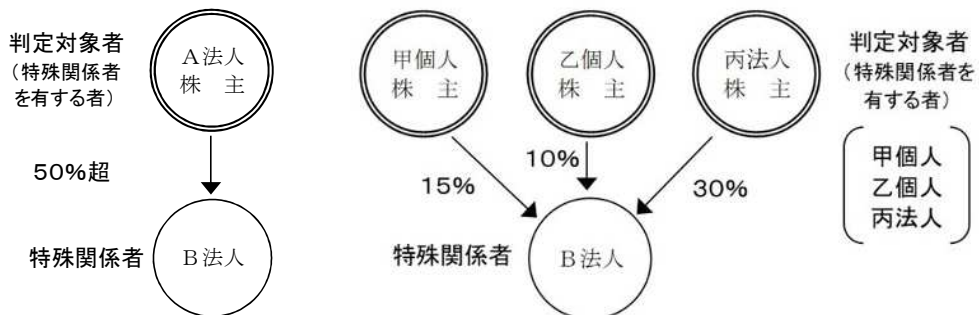 判定対象者
(特殊関係者
を有する者)
A法人
株 主
50%超
特殊関係者
B法人
甲個人
株 主
乙個人
株 主
丙法人
株 主
15%
10%
30%
特殊関係者
B法人
判定対象者
(特殊関係者を
有する者)
甲個人
乙個人
丙法人